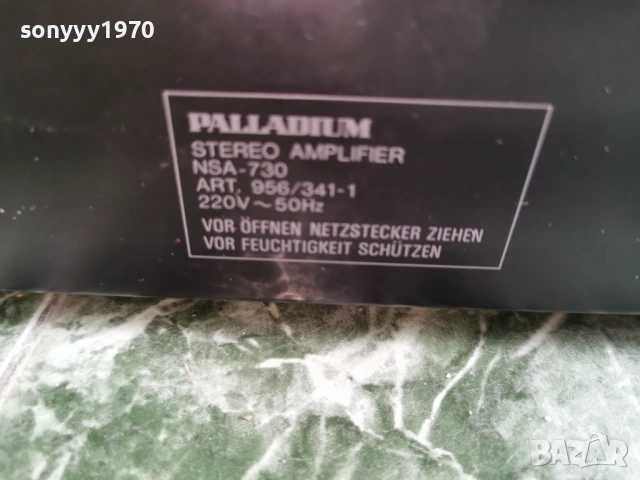 sonyyy1970
PALLADIUM
STEREO AMPLIFIER
NSA-730
ART. 956/341-1
220V ~ 50Hz
VOR ÖFFNEN NETZSTECKER ZIEHEN
VOR FEUCHTIGKEIT SCHÜTZEN
BAZAR